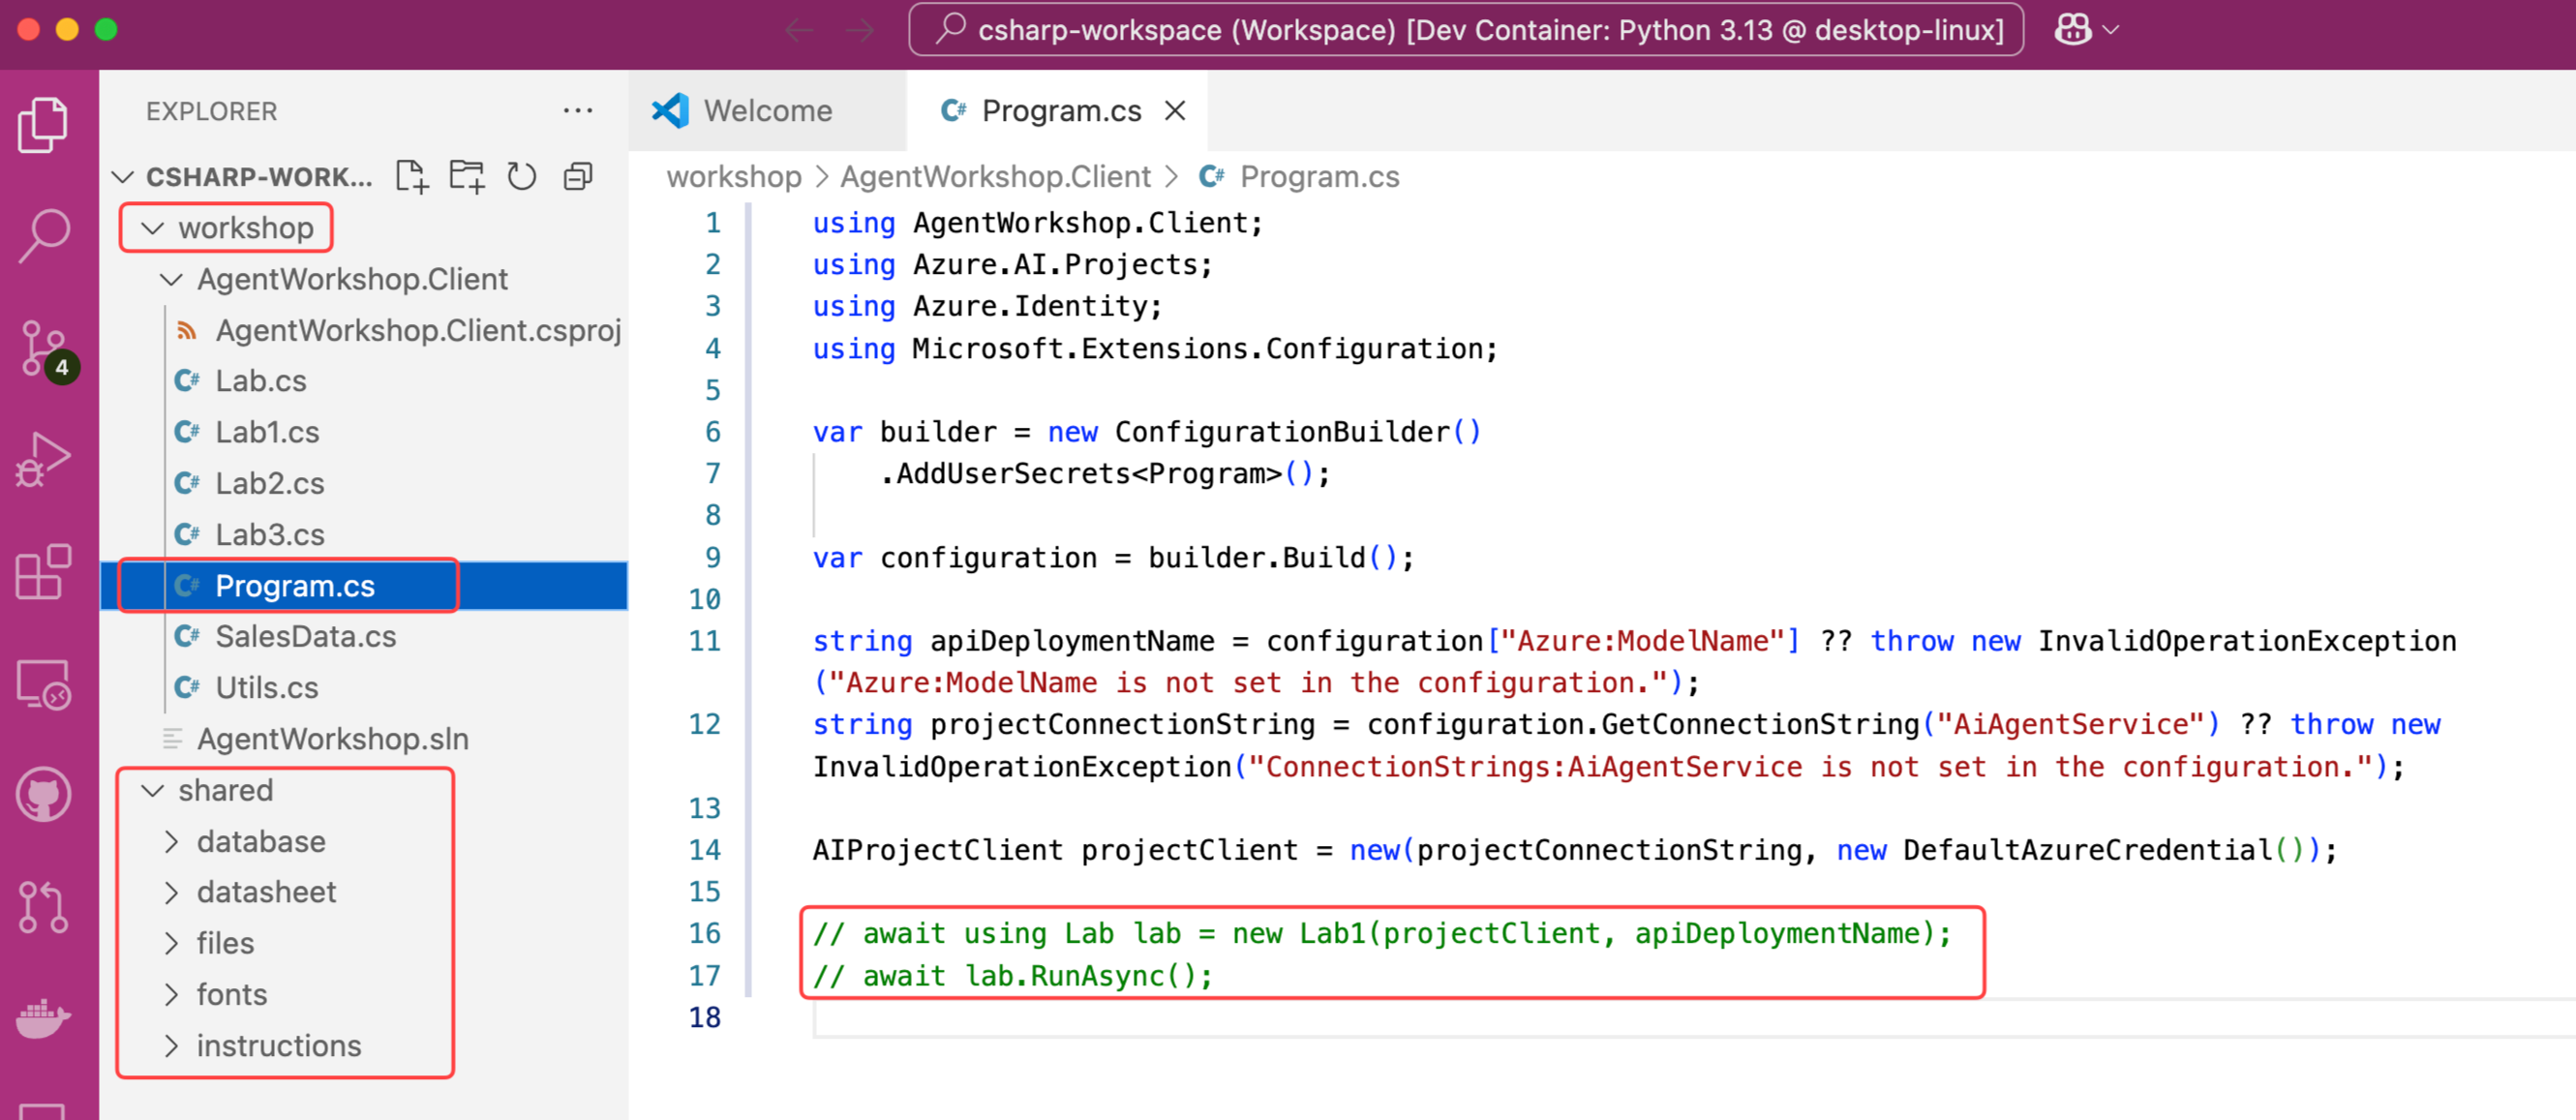 csharp-workspace (Workspace) [Dev Container: Python 3.13 @ desktop-linux]
EXPLORER
CSHARP-WORK...
workshop
AgentWorkshop.Client
AgentWorkshop.Client.csproj
Lab.cs
Lab1.cs
Lab2.cs
Lab3.cs
Program.cs
SalesData.cs
Utils.cs
AgentWorkshop.sln
shared
database
datasheet
files
fonts
instructions
4
Welcome
Program.cs
workshop > AgentWorkshop.Client > C# Program.cs
1 using AgentWorkshop.Client;
2 using Azure.AI.Projects;
3 using Azure.Identity;
4 using Microsoft.Extensions.Configuration;
5
6 var builder = new ConfigurationBuilder()
7     .AddUserSecrets<Program>();
8
9 var configuration = builder.Build();
10
11 string apiDeploymentName = configuration["Azure:ModelName"] ?? throw new InvalidOperationException
("Azure:ModelName is not set in the configuration.");
12 string projectConnectionString = configuration.GetConnectionString("AiAgentService") ?? throw new
InvalidOperationException("ConnectionStrings:AiAgentService is not set in the configuration.");
13
14 AIProjectClient projectClient = new(projectConnectionString, new DefaultAzureCredential());
15
16 // await using Lab lab = new Lab1(projectClient, apiDeploymentName);
17 // await lab.RunAsync();
18